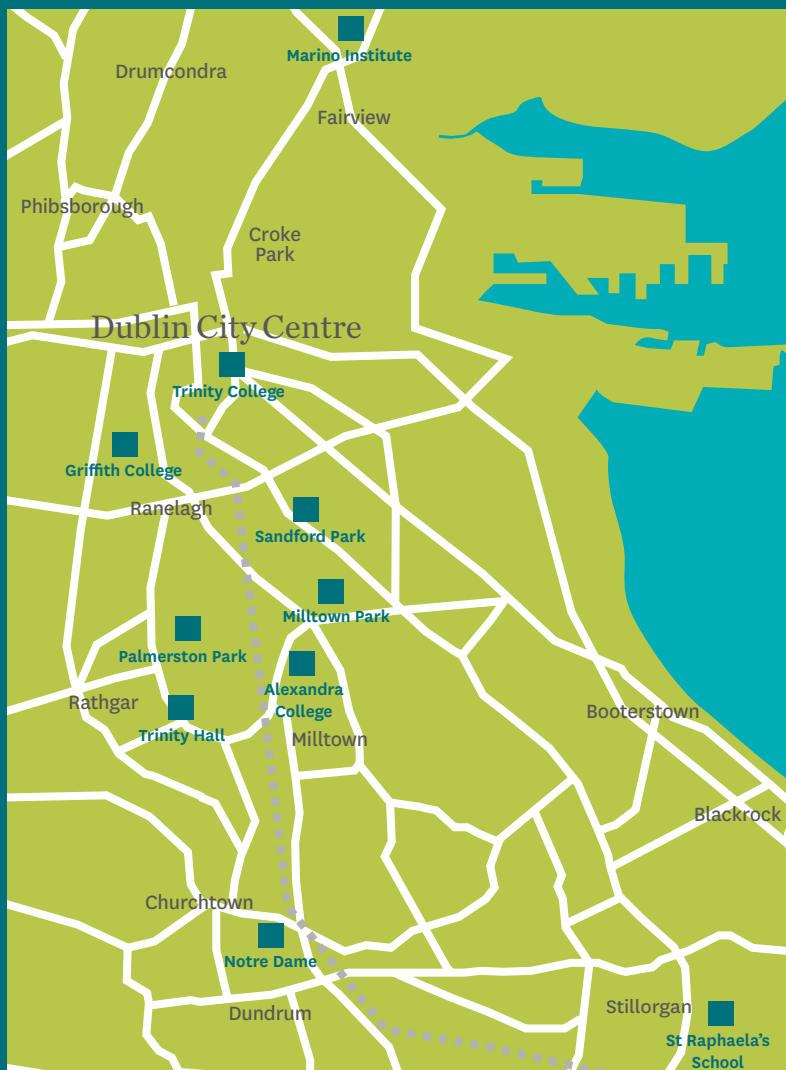 Marino Institute
Drumcondra
Fairview
Phibsborough
Croke
Park
Dublin City Centre
Trinity College
Griffith College
Ranelagh
Sandford Park
Milltown Park
Palmerston Park
Alexandra
College
Rathgar
Booterstown
Trinity Hall
Milltown
Blackrock
Churchtown
Notre Dame
Stillorgan
Dundrum
St Raphaela's
School